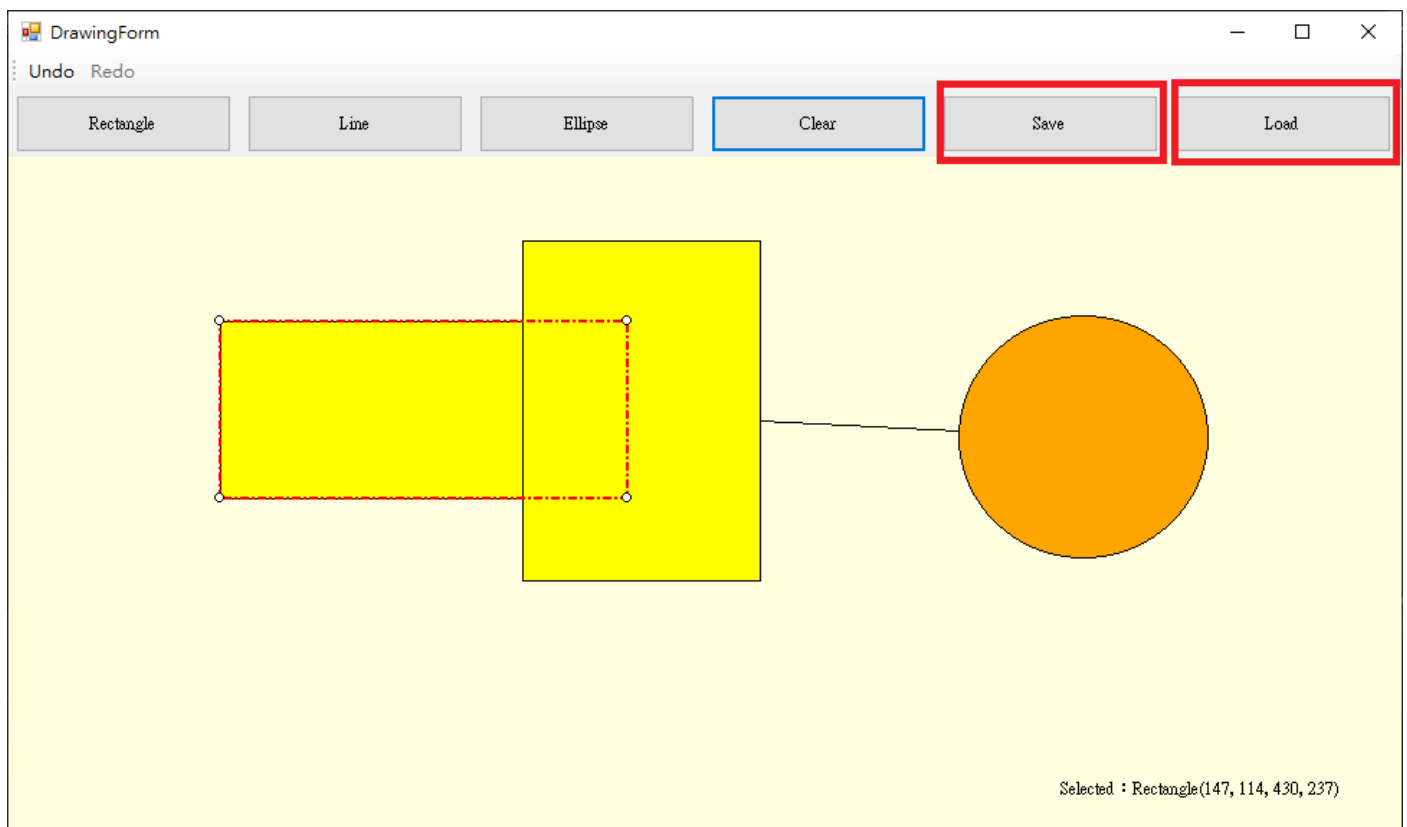 DrawingForm
Undo Redo
Rectangle Line Ellipse Clear Save Load
Selected：Rectangle(147, 114, 430, 237)